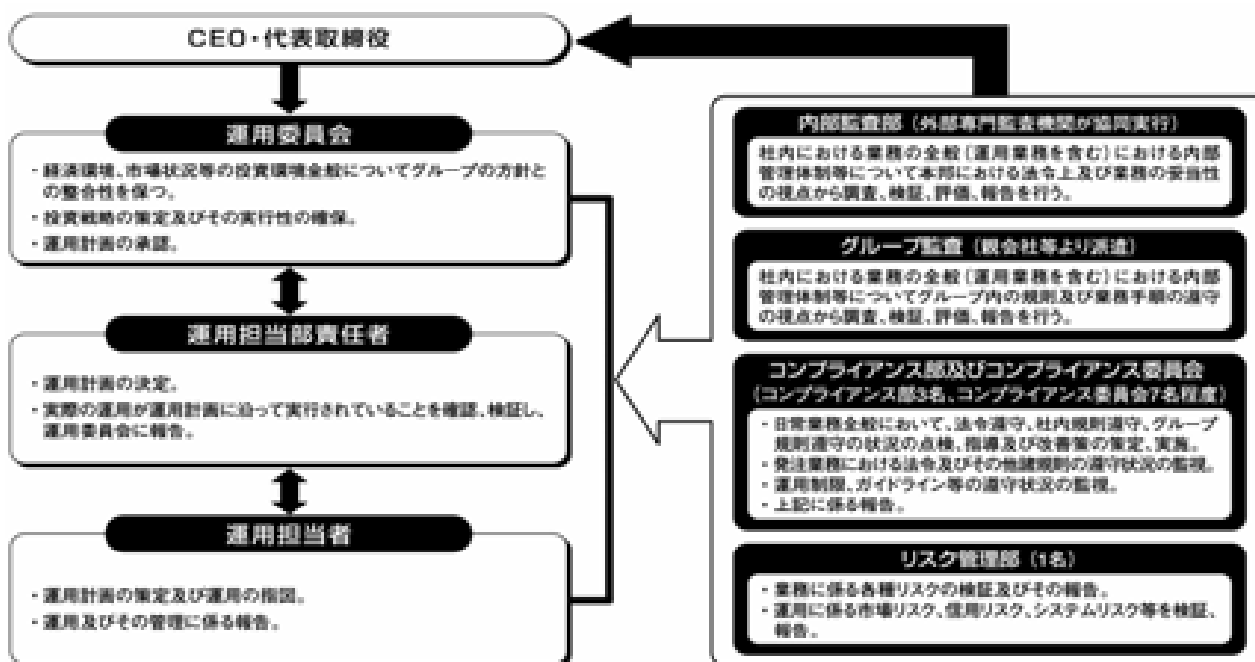 CEO・代表取締役
運用委員会
・経済環境、市場状況等の投資環境全般についてグループの方針と
の整合性を保つ。
・投資戦略の策定及びその実行性の確保。
・運用計画の承認。
運用担当部責任者
・運用計画の決定。
・実際の運用が運用計画に沿って実行されていることを確認、検証し、
運用委員会に報告。
運用担当者
・運用計画の策定及び運用の指図。
・運用及びその管理に係る報告。
内部監査部（外部専門監査機関が協同実行）
社内における業務の全般（運用業務を含む）における内部
管理体制等について本邦における法令上及び業務の妥当性
の視点から調査、検証、評価、報告を行う。
グループ監査（親会社等より派遣）
社内における業務の全般（運用業務を含む）における内部
管理体制等についてグループ内の規則及び業務手順の遵守
の視点から調査、検証、評価、報告を行う。
コンプライアンス部及びコンプライアンス委員会
（コンプライアンス部3名、コンプライアンス委員会7名程度）
・日常業務全般において、法令遵守、社内規則遵守、グループ
規則遵守の状況の点検、指導及び改善策の策定、実施。
・発注業務における法令及びその他諸規則の遵守状況の監視。
・運用制限、ガイドライン等の遵守状況の監視。
・上記に係る報告。
リスク管理部（1名）
・業務に係る各種リスクの検証及びその報告。
・運用に係る市場リスク、信用リスク、システムリスク等を検証、
報告。